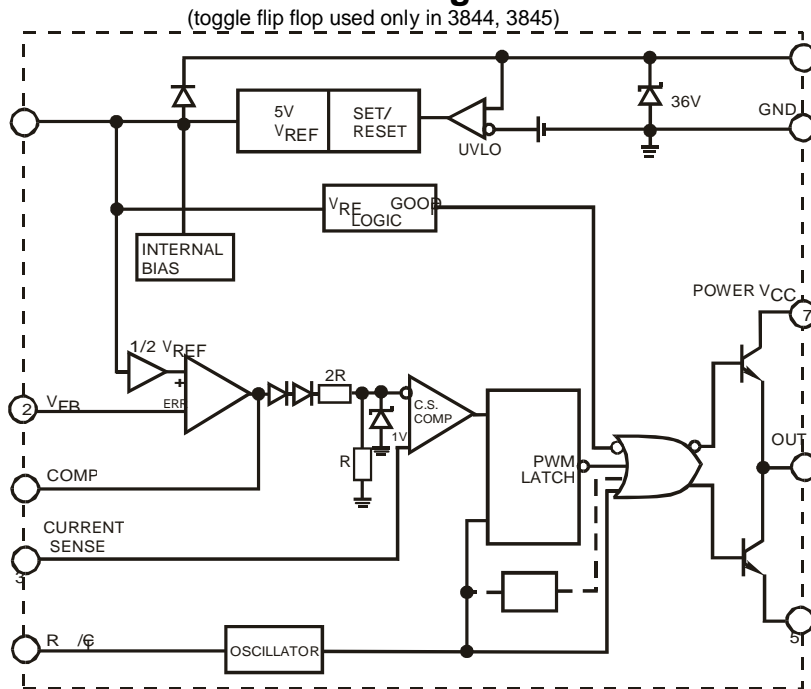 (toggle flip flop used only in 3844, 3845)
5V
VREF
SET/
RESET
UVLO
36V
GND
VRE GOOD
LOGIC
INTERNAL
BIAS
POWER VCC
7
1/2 VREF
+
ERR
2R
C.S.
COMP
1V
R
2
VFB
COMP
PWM
LATCH
OUT
CURRENT
SENSE
3
R /CT
OSCILLATOR
5